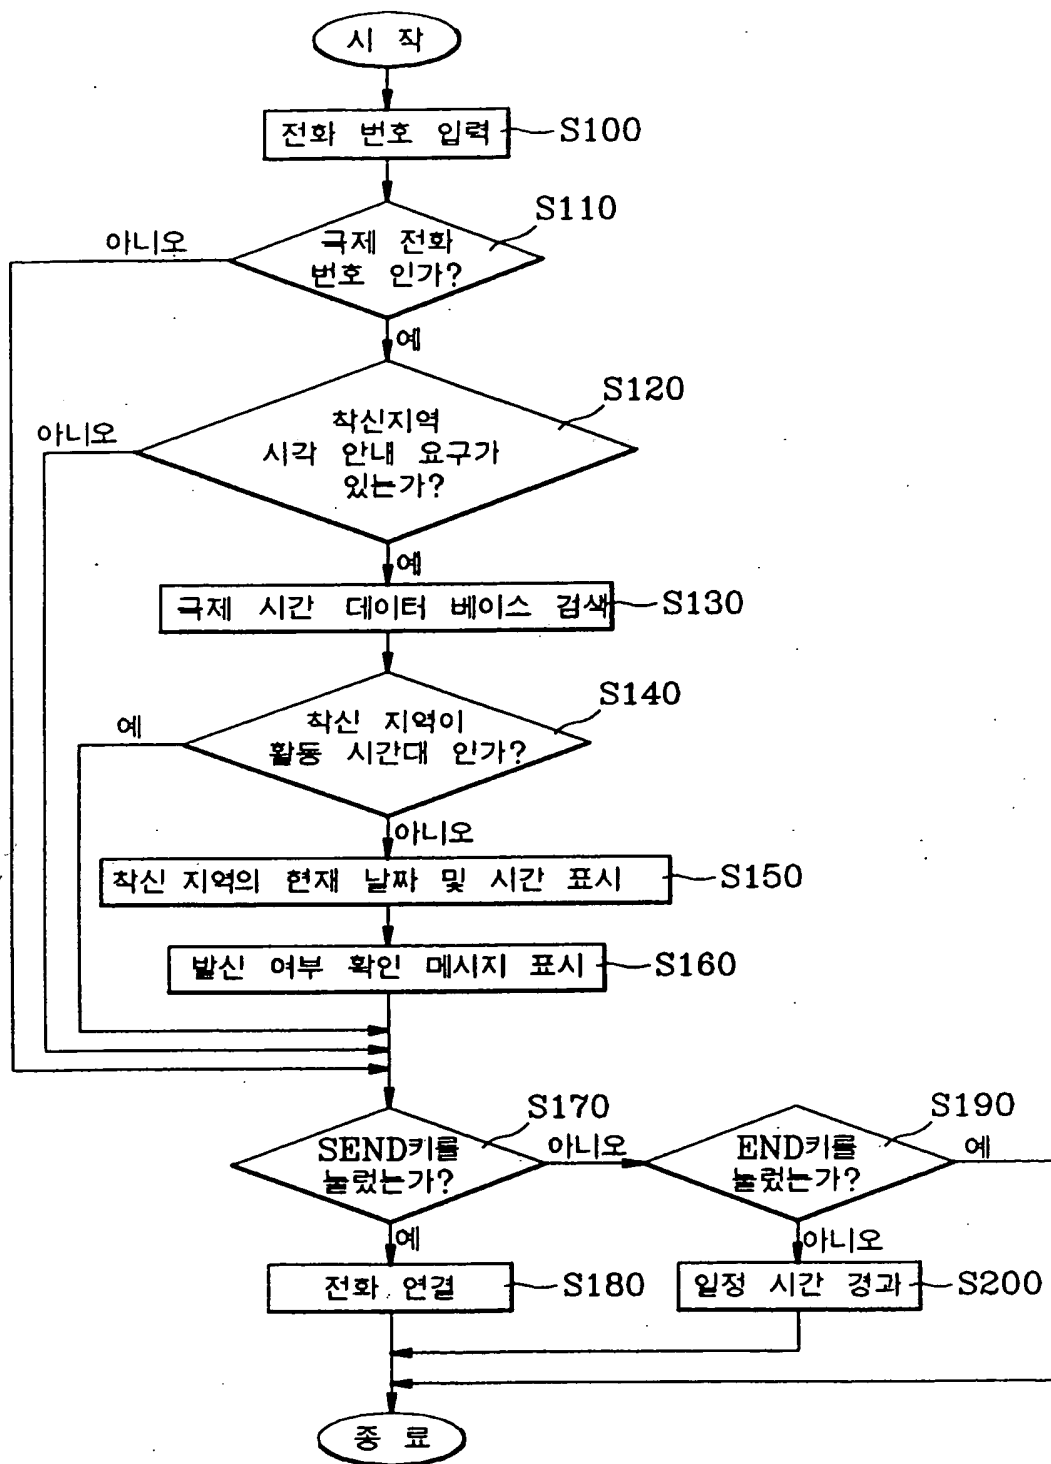 시 작
전화 번호 입력
S100
S110
아니오
국제 전화
번호 인가?
예
S120
아니오
착신지역
시각 안내 요구가
있는가?
예
국제 시간 데이터 베이스 검색
S130
S140
예
착신 지역이
활동 시간대 인가?
아니오
착신 지역의 현재 날짜 및 시간 표시
S150
발신 여부 확인 메시지 표시
S160
S170
SEND키를
눌렀는가?
아니오
S190
END키를
눌렀는가?
예
예
아니오
전화 연결
S180
일정 시간 경과
S200
종 료